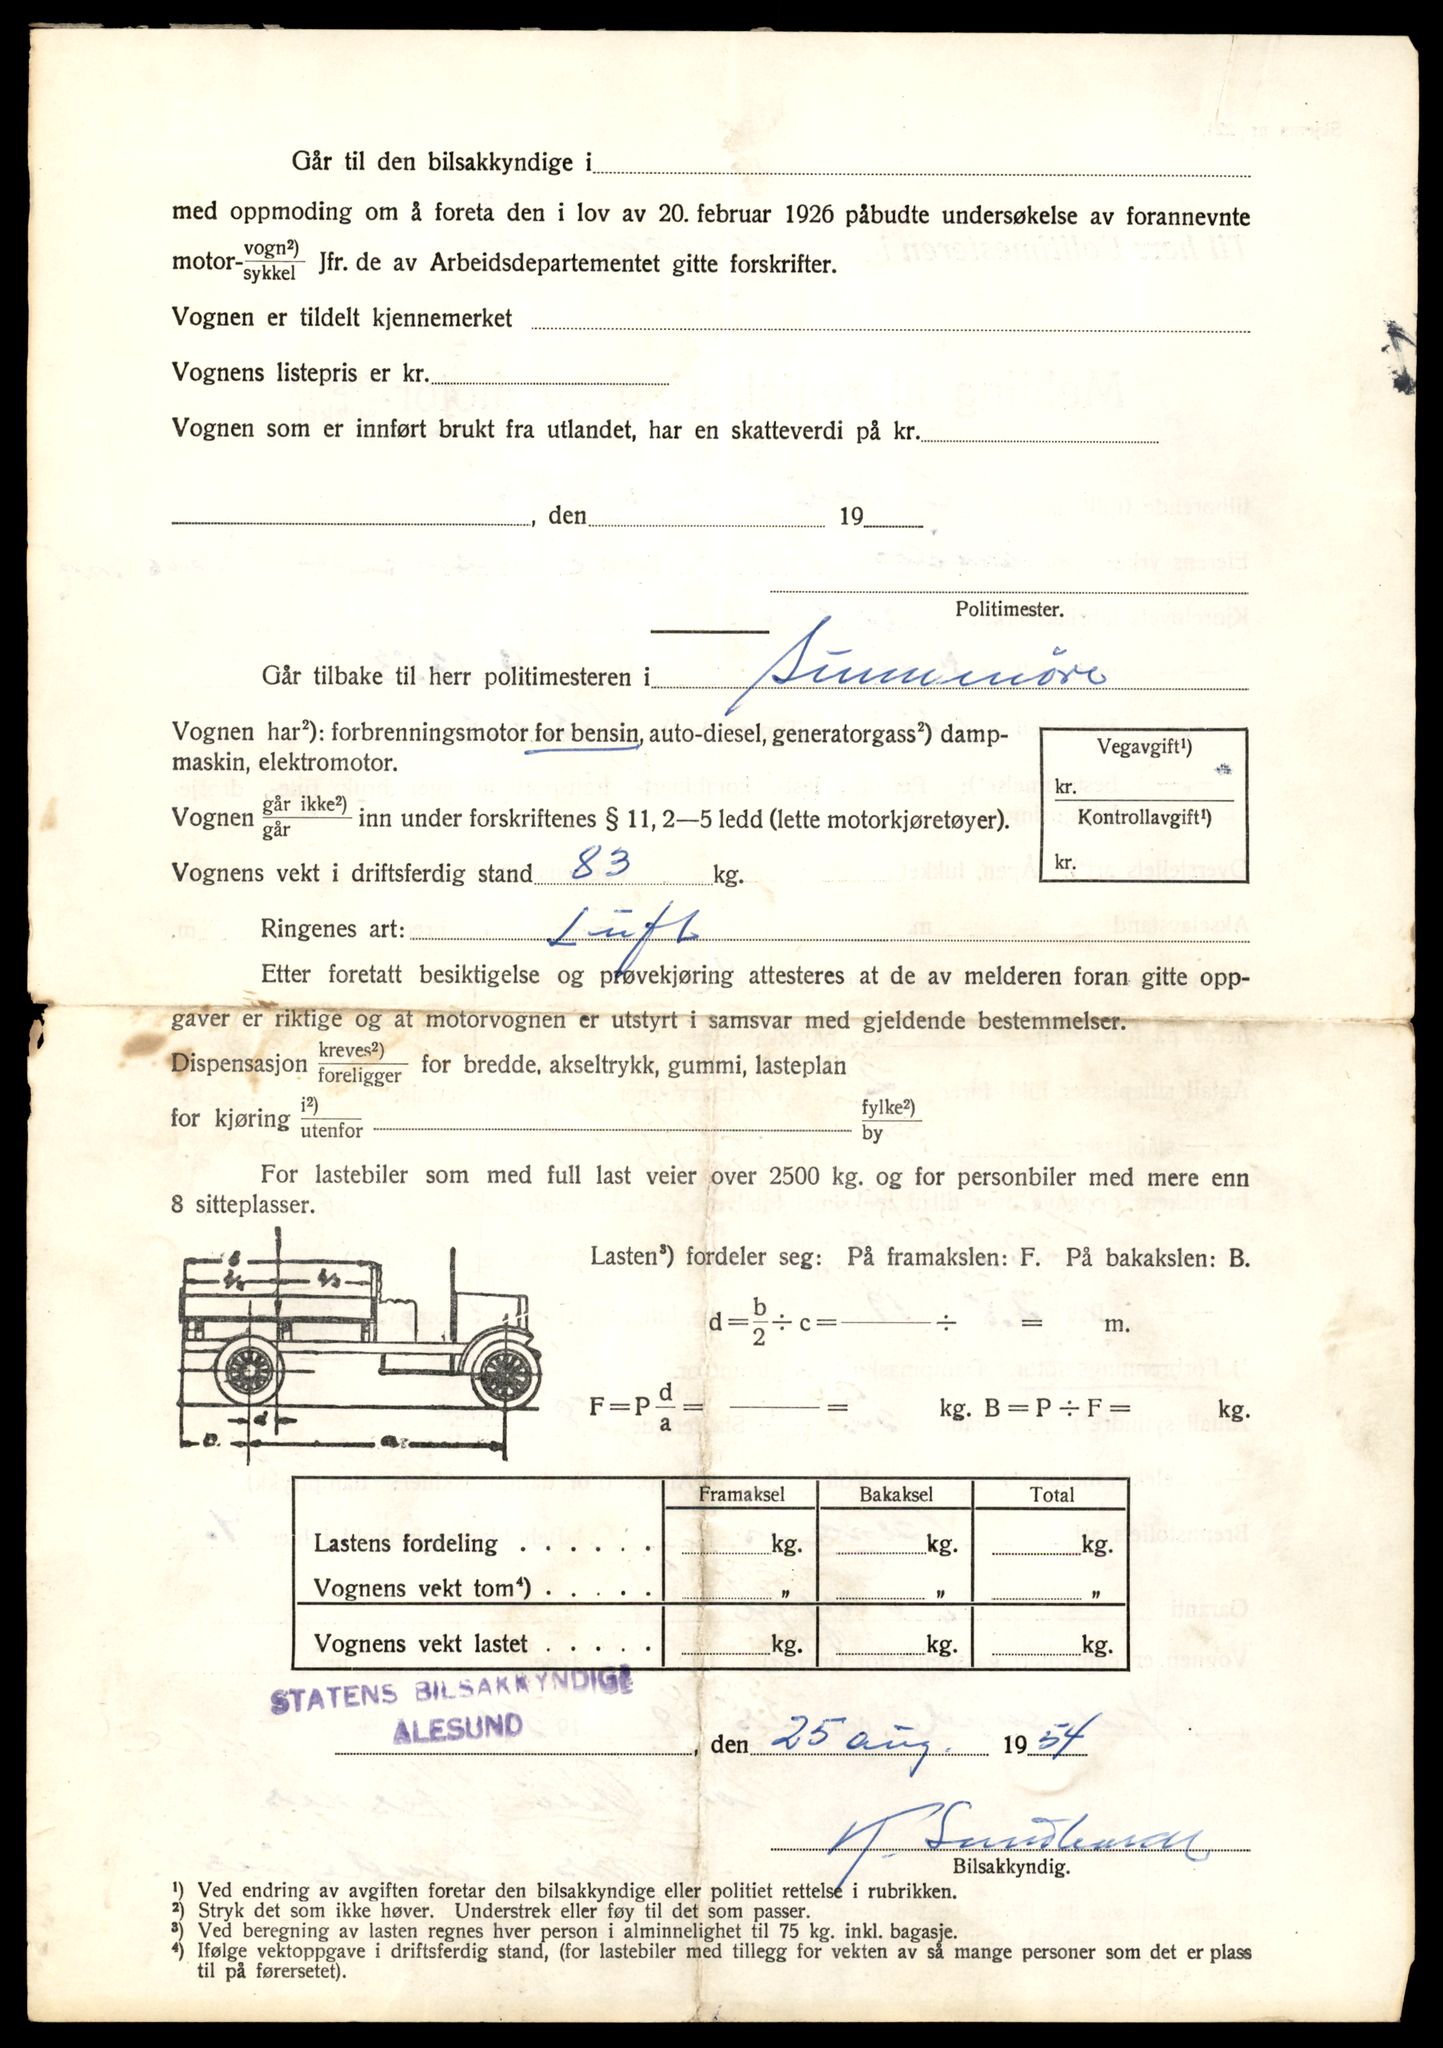 Går til den bilsakkyndige i
med oppmoding om å foreta den i lov av 20. februar 1926 påbudte undersøkelse av forannevnte
motor- vogn²) sykkel Jfr. de av Arbeidsdepartementet gitte forskrifter.
Vognen er tildelt kjennemerket
Vognens listepris er kr.
Vognen som er innført brukt fra utlandet, har en skatteverdi på kr.
, den 19
Politimester.
Går tilbake til herr politimesteren i Sunnmöre
Vognen har²): forbrenningsmotor for bensin, auto-diesel, generatorgass²) damp-
maskin, elektromotor.
Vegavgift¹)
kr.
Kontrollavgift¹)
kr.
Vognen går ikke²) går inn under forskriftenes § 11, 2—5 ledd (lette motorkjøretøyer).
Vognens vekt i driftsferdig stand 83 kg.
Ringenes art: Luft
Etter foretatt besiktigelse og prøvekjøring attesteres at de av melderen foran gitte opp-
gaver er riktige og at motorvognen er utstyrt i samsvar med gjeldende bestemmelser.
Dispensasjon kreves²) foreligger for bredde, akseltrykk, gummi, lasteplan
for kjøring i²) utenfor fylke²) by
For lastebiler som med full last veier over 2500 kg. og for personbiler med mere enn
8 sitteplasser.
Lasten³) fordeler seg: På framakslen: F. På bakakslen: B.
d = b/2 ÷ c = ——— ÷ = m.
F = P d/a = ——— = kg. B = P ÷ F = kg.
Framaksel Bakaksel Total
Lastens fordeling . . . . . . kg. kg. kg.
Vognens vekt tom⁴) . . . . . „ „ „
Vognens vekt lastet . . . . . kg. kg. kg.
STATENS BILSAKKYNDIGE
ÅLESUND
, den 25 aug. 1954
Bilsakkyndig.
¹) Ved endring av avgiften foretar den bilsakkyndige eller politiet rettelse i rubrikken.
²) Stryk det som ikke høver. Understrek eller føy til det som passer.
³) Ved beregning av lasten regnes hver person i alminnelighet til 75 kg. inkl. bagasje.
⁴) Ifølge vektoppgave i driftsferdig stand, (for lastebiler med tillegg for vekten av så mange personer som det er plass
til på førersetet).